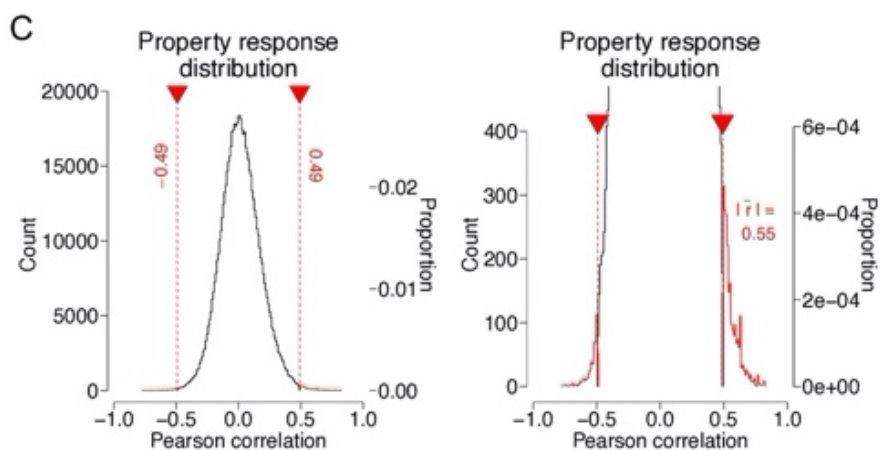 C
Property response
distribution
20000
15000
10000
5000
0
Count
−0.49
0.49
0.02
0.01
0.00
Proportion
−1.0 −0.5 0.0 0.5 1.0
Pearson correlation
Property response
distribution
400
300
200
100
0
Count
| r̄ | =
0.55
6e−04
4e−04
2e−04
0e+00
Proportion
−1.0 −0.5 0.0 0.5 1.0
Pearson correlation